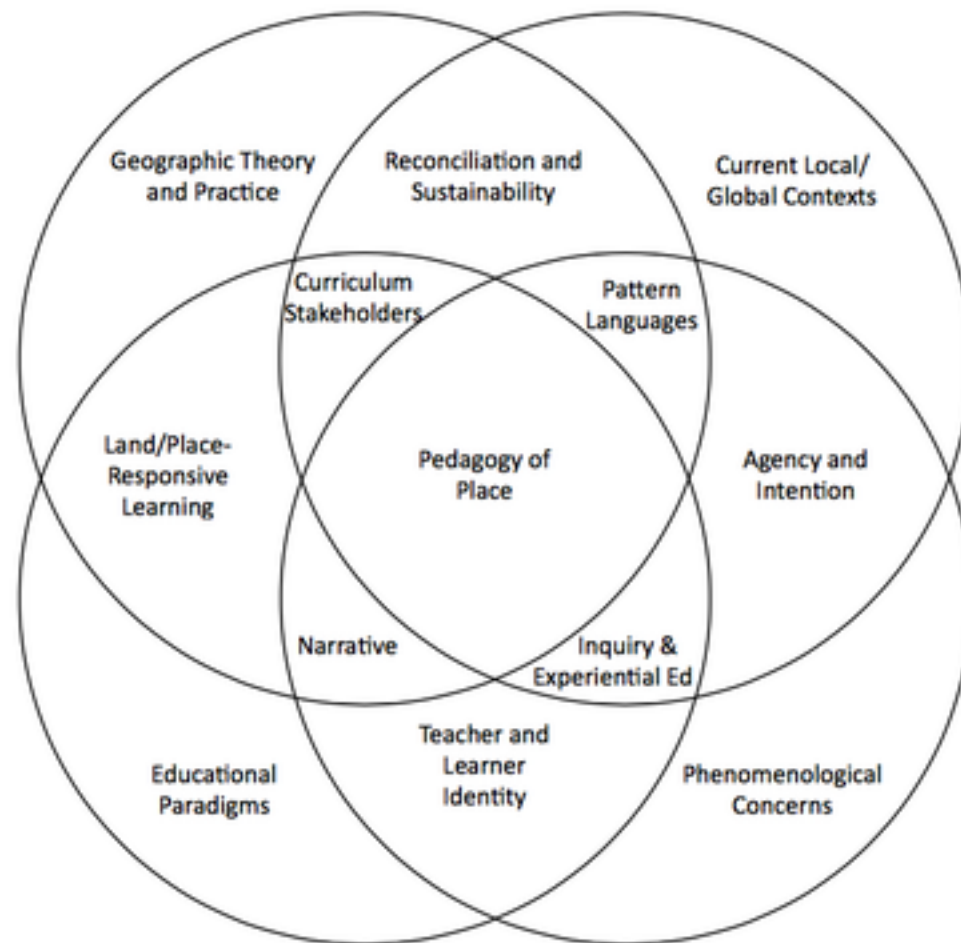 Geographic Theory
and Practice
Reconciliation and
Sustainability
Current Local/
Global Contexts
Curriculum
Stakeholders
Pattern
Languages
Land/Place-
Responsive
Learning
Pedagogy of
Place
Agency and
Intention
Narrative
Inquiry &
Experiential Ed
Educational
Paradigms
Teacher and
Learner
Identity
Phenomenological
Concerns